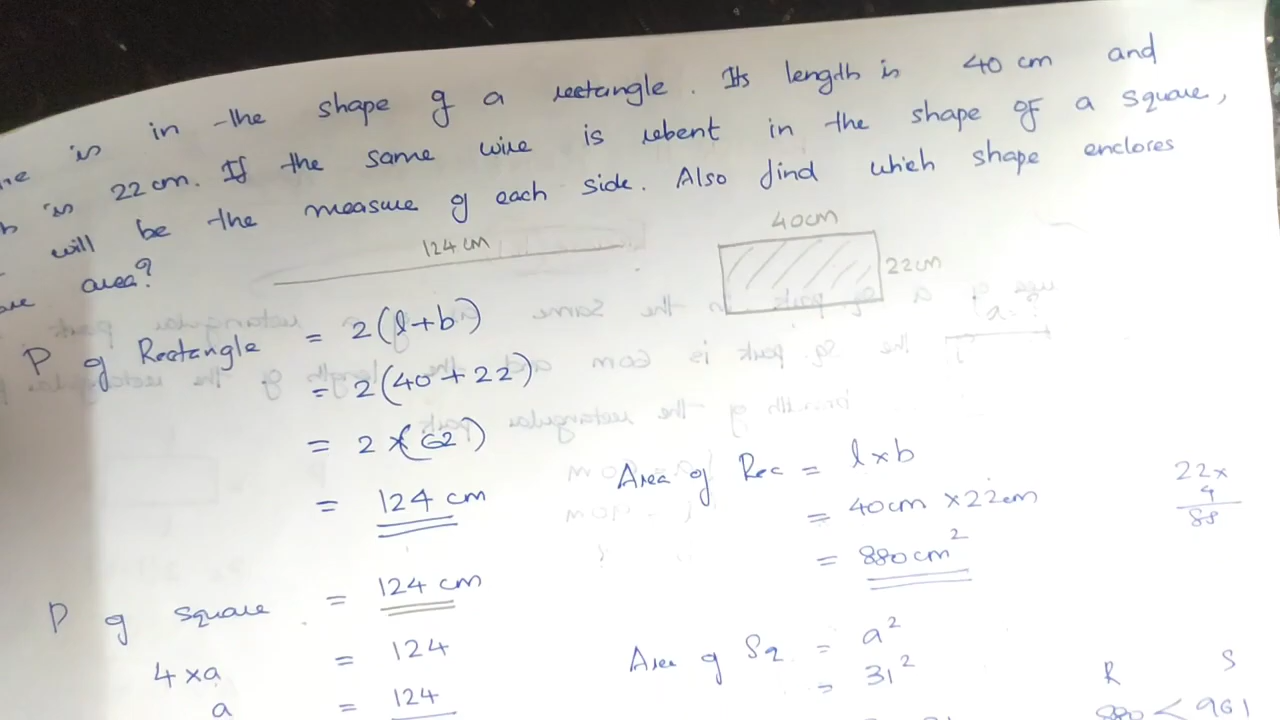 is in the shape of a rectangle. Its length is 40 cm and
is 22 cm. If the same wire is rebent in the shape of a square,
will be the measure of each side. Also find which shape encloses
area?
124 cm
40cm
22cm
P of Rectangle = 2(l+b)
= 2(40+22)
= 2×(62)
= 124 cm
Area of Rec = l×b
= 40cm ×22cm
= 880cm²
22×
4
88
P of square = 124 cm
4×a = 124
a = 124
Area of Sq = a²
= 31²
R S
880 < 961